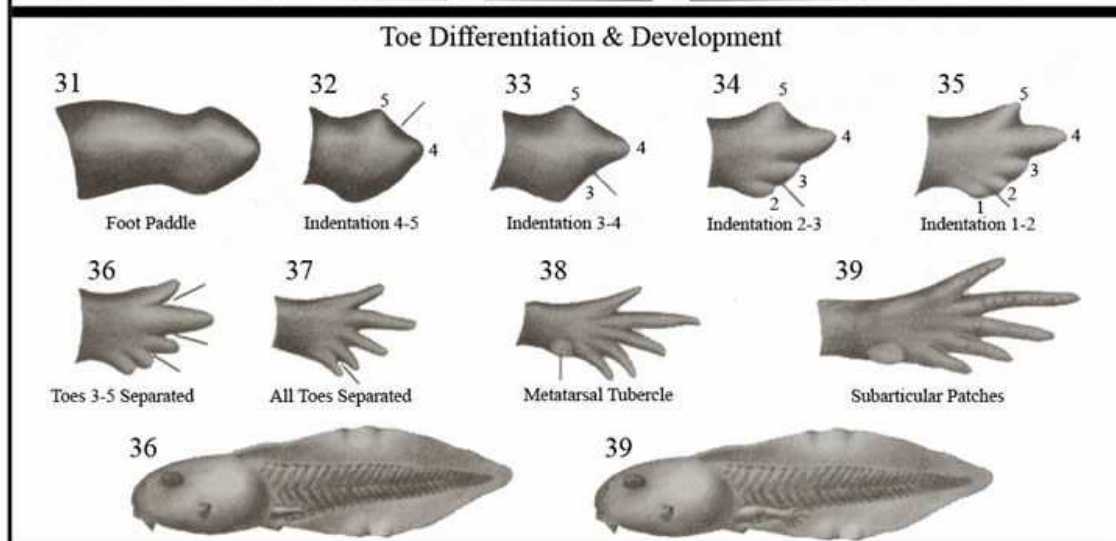 Toe Differentiation & Development
31 32 33 34 35
5 5 5 5
4 4 4 4
3 3 3
2 2
1
Foot Paddle Indentation 4-5 Indentation 3-4 Indentation 2-3 Indentation 1-2
36 37 38 39
Toes 3-5 Separated All Toes Separated Metatarsal Tubercle Subarticular Patches
36 39